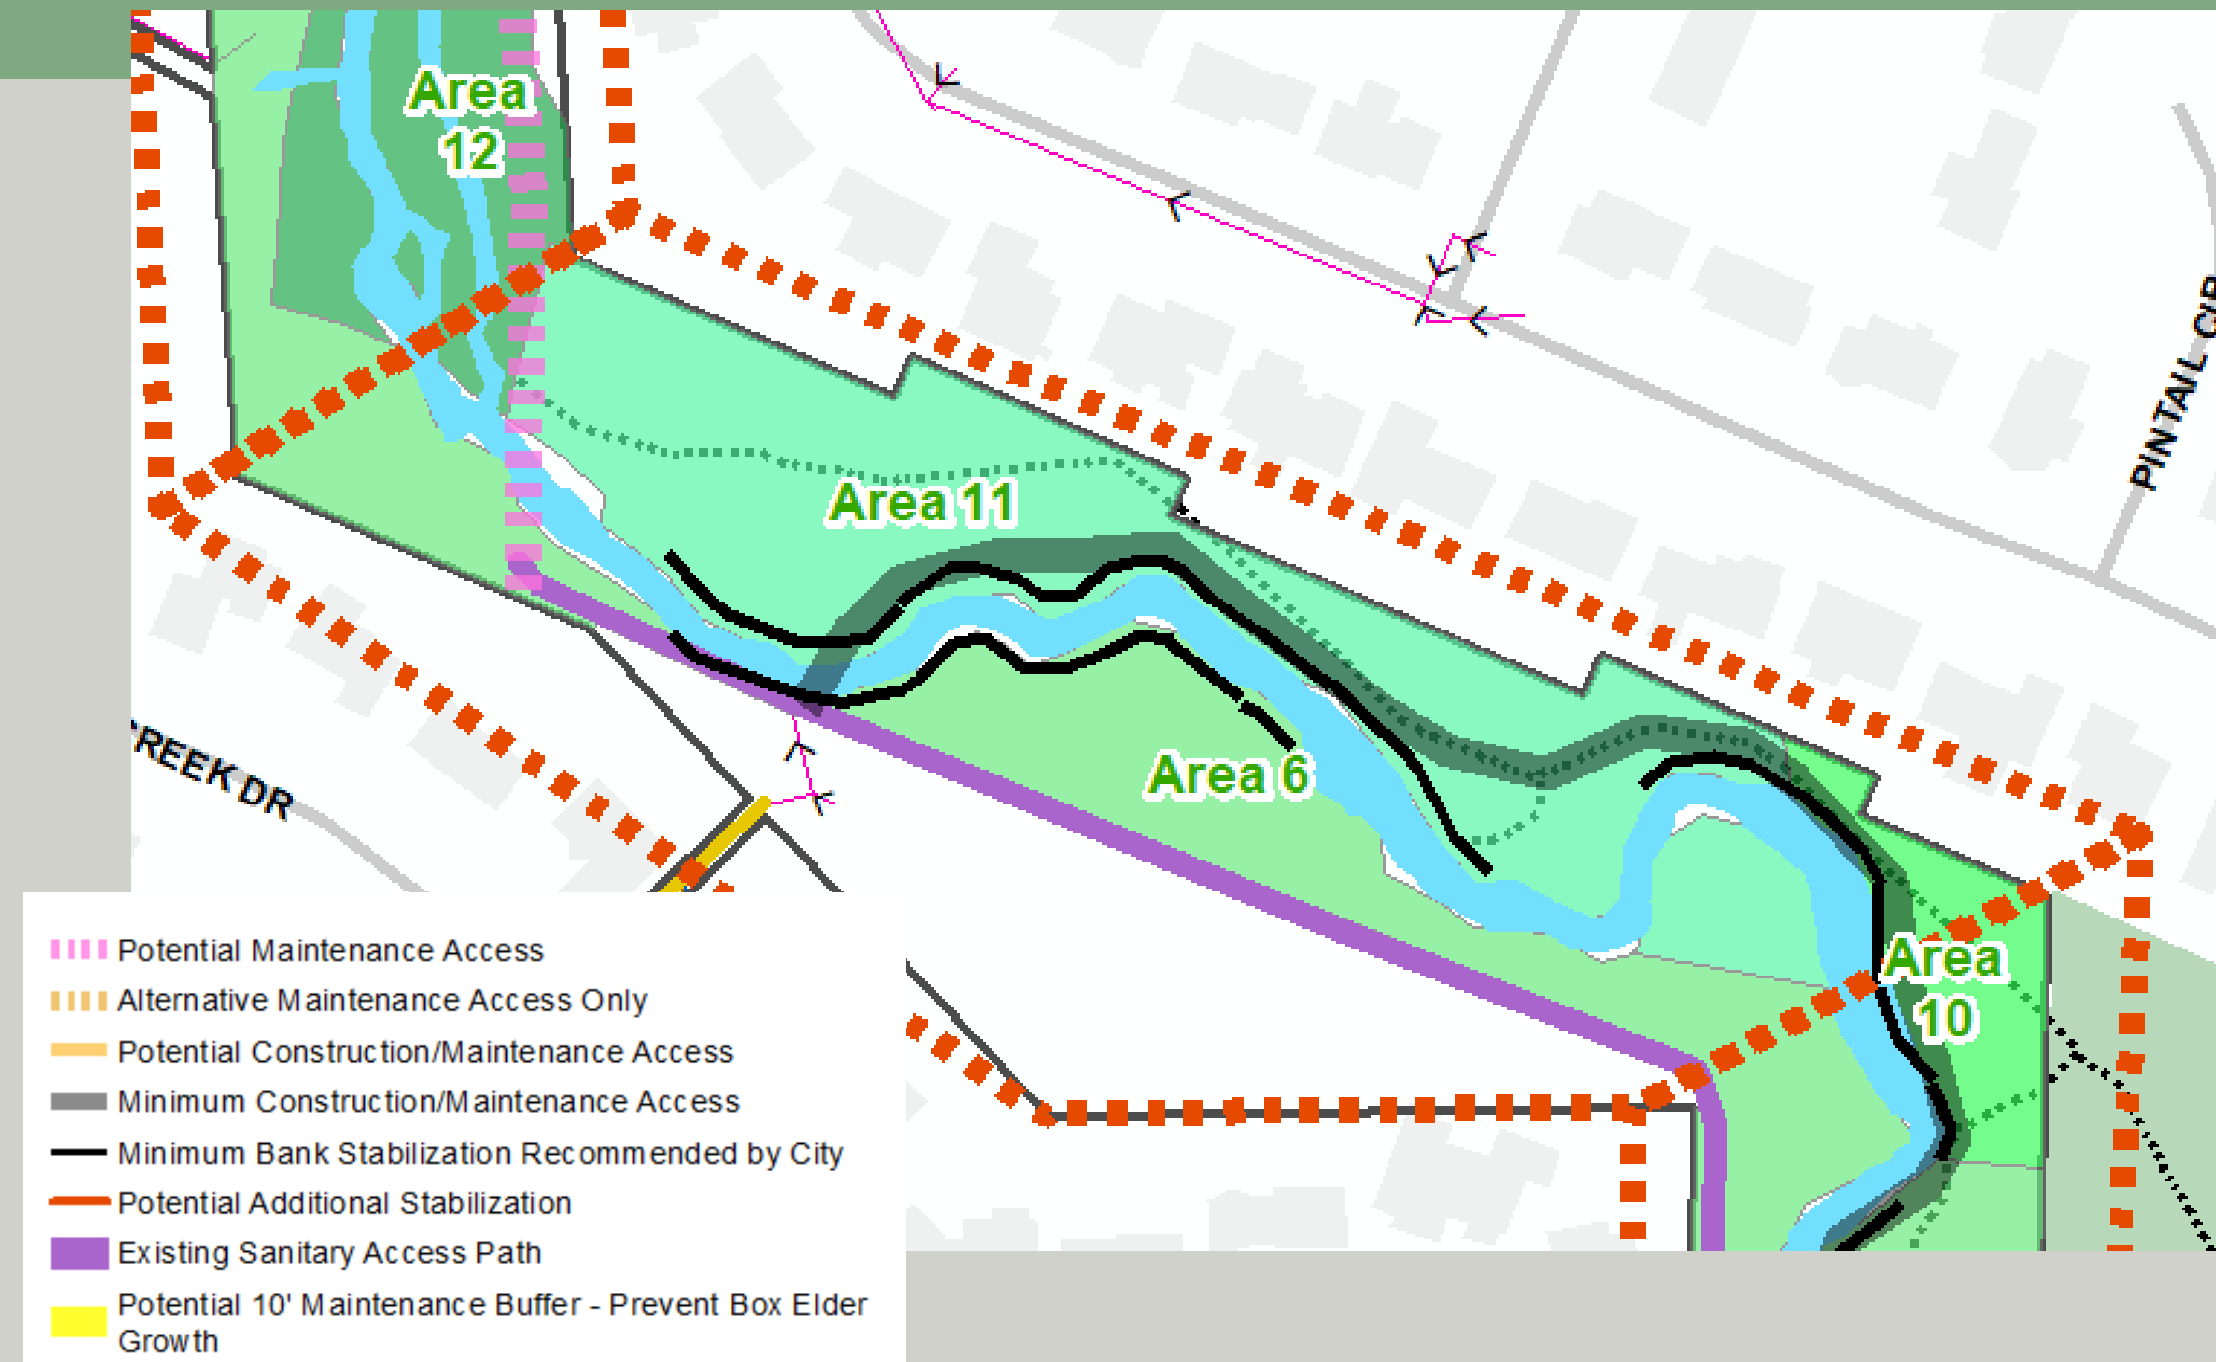 Area
12
Area 11
PINTAIL CIR
Area 6
REEK DR
Area
10
Potential Maintenance Access
Alternative Maintenance Access Only
Potential Construction/Maintenance Access
Minimum Construction/Maintenance Access
Minimum Bank Stabilization Recommended by City
Potential Additional Stabilization
Existing Sanitary Access Path
Potential 10' Maintenance Buffer - Prevent Box Elder
Growth